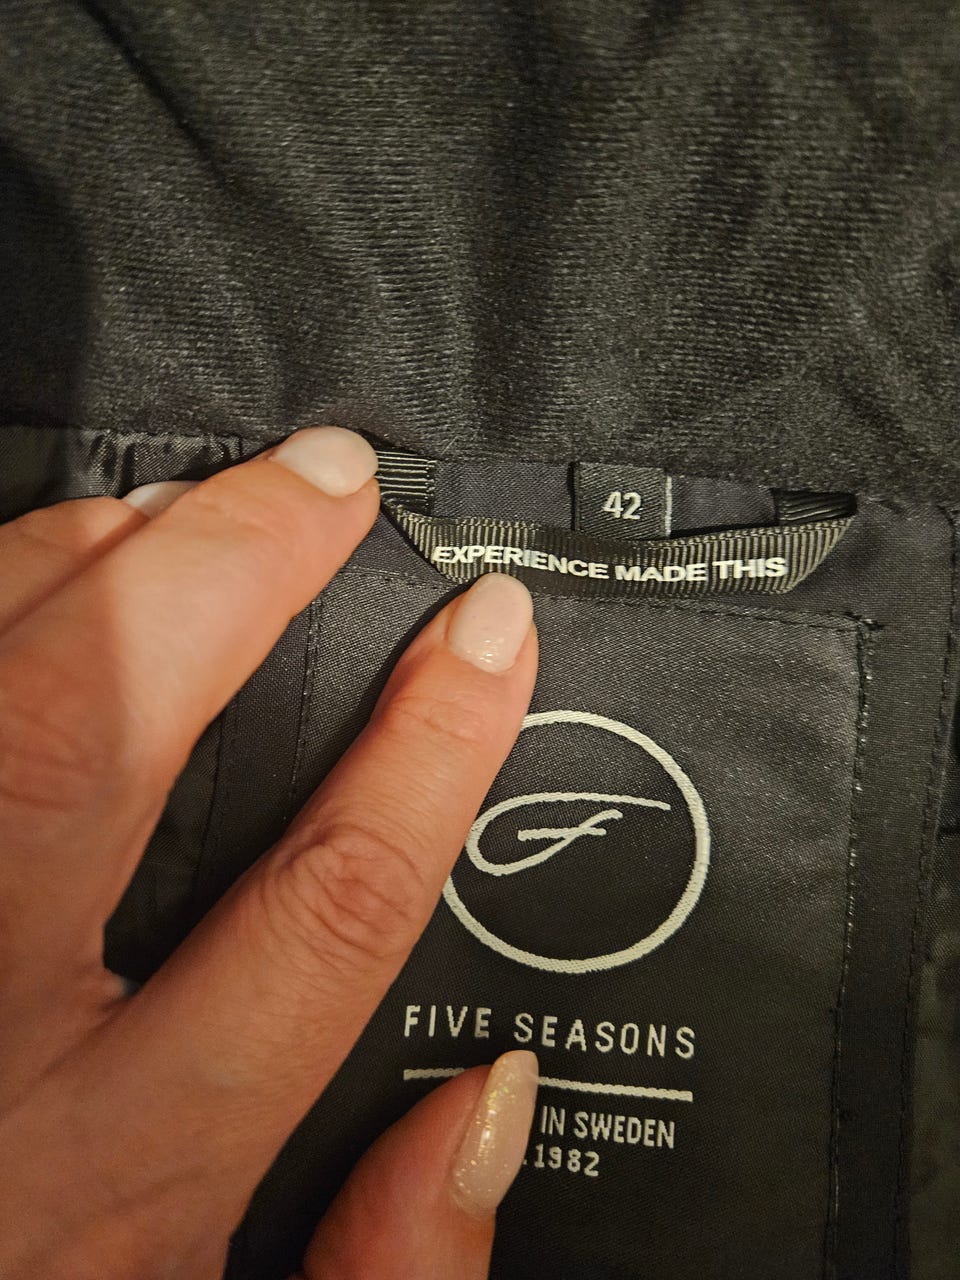 42
EXPERIENCE MADE THIS
F
FIVE SEASONS
IN SWEDEN
.1982